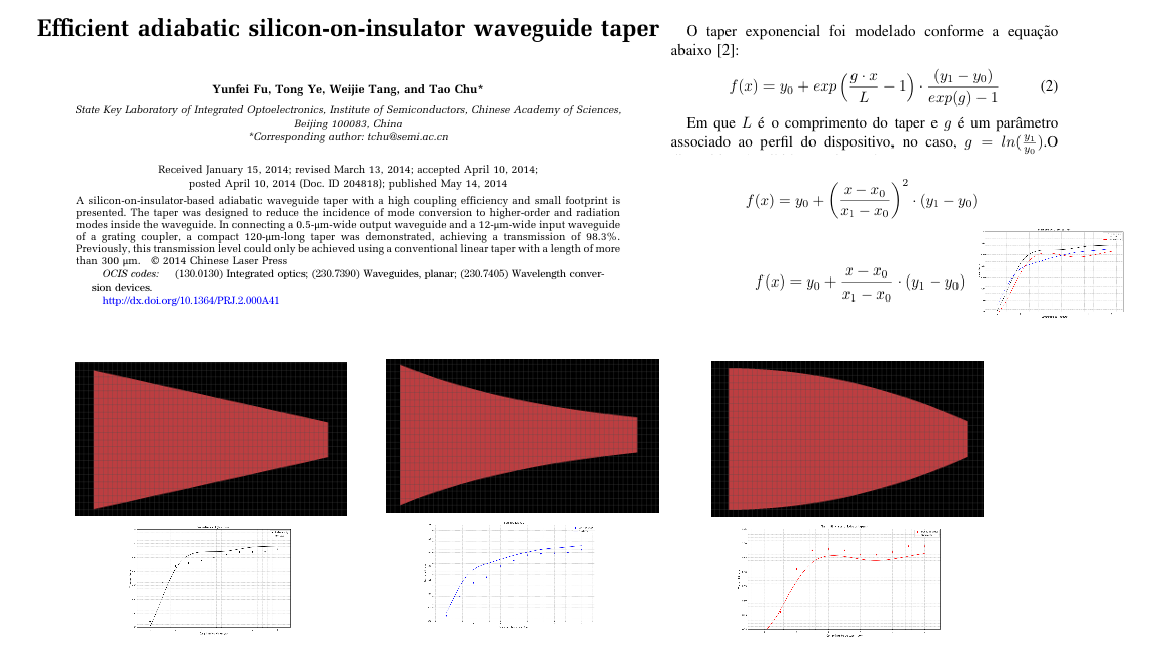 Efficient adiabatic silicon-on-insulator waveguide taper
Yunfei Fu, Tong Ye, Weijie Tang, and Tao Chu*
State Key Laboratory of Integrated Optoelectronics, Institute of Semiconductors, Chinese Academy of Sciences,
Beijing 100083, China
*Corresponding author: tchu@semi.ac.cn
Received January 15, 2014; revised March 13, 2014; accepted April 10, 2014;
posted April 10, 2014 (Doc. ID 204818); published May 14, 2014
A silicon-on-insulator-based adiabatic waveguide taper with a high coupling efficiency and small footprint is
presented. The taper was designed to reduce the incidence of mode conversion to higher-order and radiation
modes inside the waveguide. In connecting a 0.5-μm-wide output waveguide and a 12-μm-wide input waveguide
of a grating coupler, a compact 120-μm-long taper was demonstrated, achieving a transmission of 98.3%.
Previously, this transmission level could only be achieved using a conventional linear taper with a length of more
than 300 μm. © 2014 Chinese Laser Press
OCIS codes: (130.0130) Integrated optics; (230.7390) Waveguides, planar; (230.7405) Wavelength conver-
sion devices.
http://dx.doi.org/10.1364/PRJ.2.000A41
O taper exponencial foi modelado conforme a equação
abaixo [2]:
f(x) = y₀ + exp(g · x / L − 1) · (y₁ − y₀) / (exp(g) − 1) (2)
Em que L é o comprimento do taper e g é um parâmetro
associado ao perfil do dispositivo, no caso, g = ln(y₁/y₀).O
f(x) = y₀ + ((x − x₀) / (x₁ − x₀))² · (y₁ − y₀)
f(x) = y₀ + (x − x₀) / (x₁ − x₀) · (y₁ − y₀)